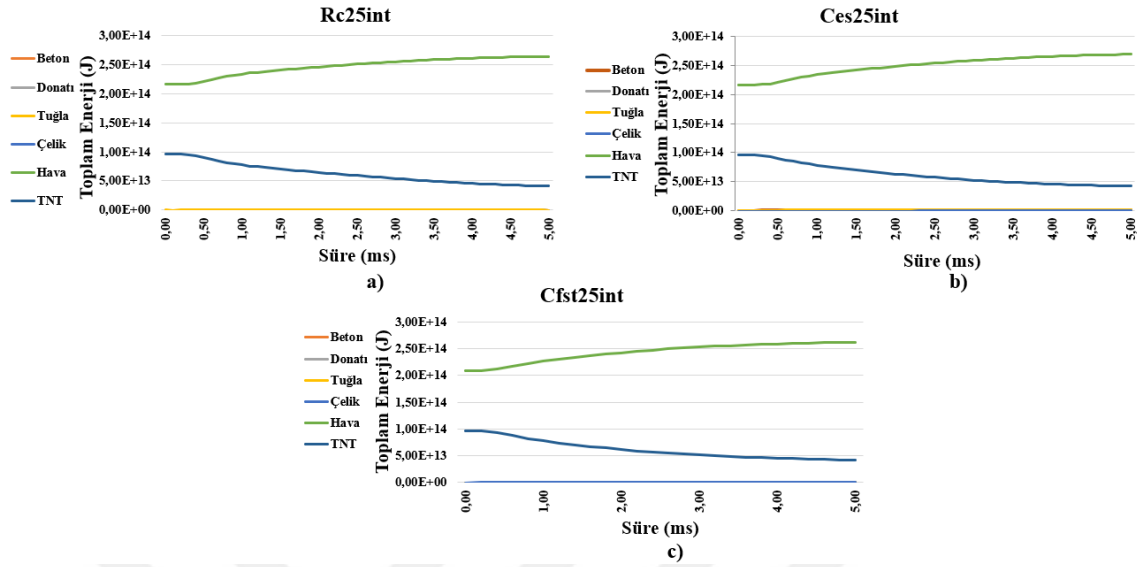 Rc25int
Toplam Enerji (J)
3,00E+14
2,50E+14
2,00E+14
1,50E+14
1,00E+14
5,00E+13
0,00E+00
Beton
Donatı
Tuğla
Çelik
Hava
TNT
0,00
0,50
1,00
1,50
2,00
2,50
3,00
3,50
4,00
4,50
5,00
Süre (ms)
a)
Ces25int
Toplam Enerji (J)
3,00E+14
2,50E+14
2,00E+14
1,50E+14
1,00E+14
5,00E+13
0,00E+00
Beton
Donatı
Tuğla
Çelik
Hava
TNT
0,00
0,50
1,00
1,50
2,00
2,50
3,00
3,50
4,00
4,50
5,00
Süre (ms)
b)
Cfst25int
Toplam Enerji (J)
3,00E+14
2,50E+14
2,00E+14
1,50E+14
1,00E+14
5,00E+13
0,00E+00
Beton
Donatı
Tuğla
Çelik
Hava
TNT
0,00
1,00
2,00
3,00
4,00
5,00
Süre (ms)
c)